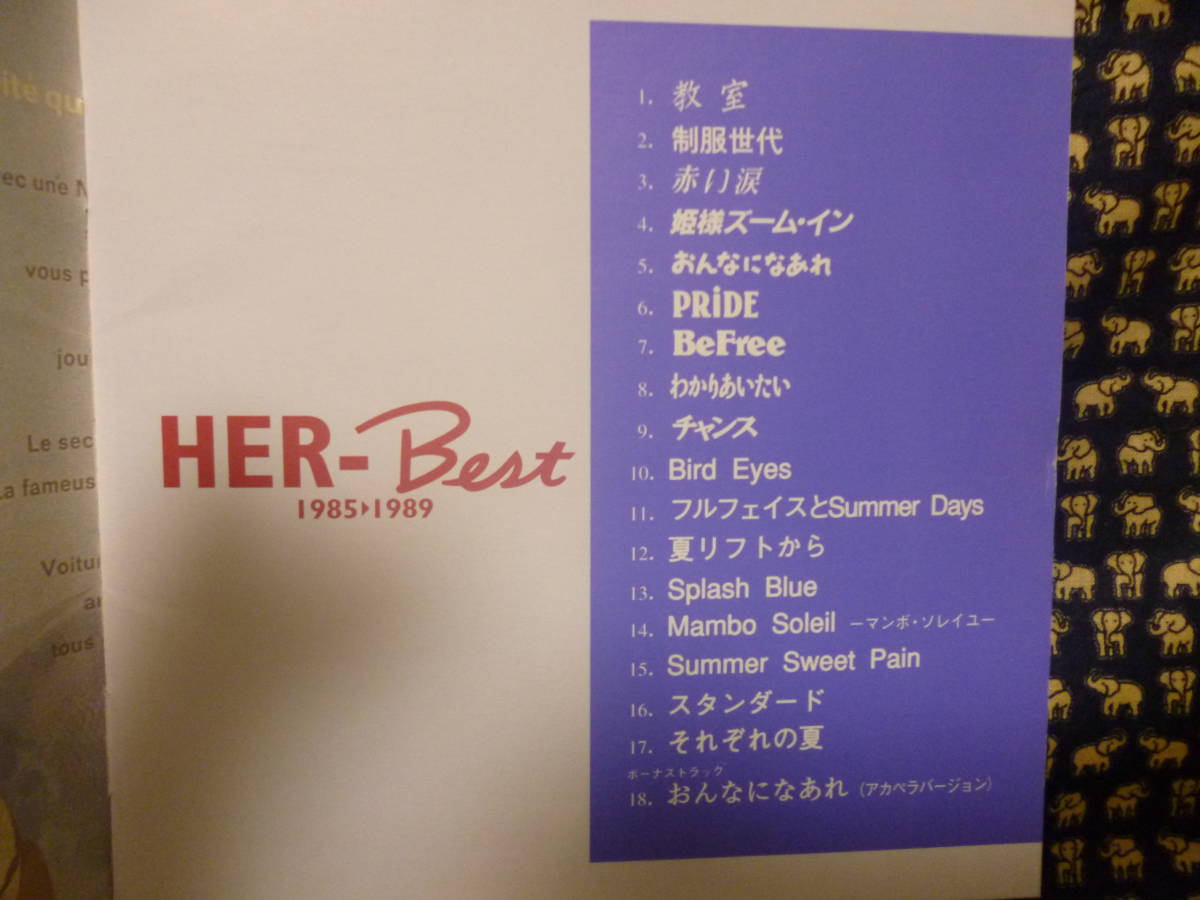 ité qu
ec une N
vous p
jou
Le sec
La fameus
Voitu
a
tous
HER-Best
1985▶1989
1. 教室
2. 制服世代
3. 赤い涙
4. 姫様ズーム・イン
5. おんなになあれ
6. PRiDE
7. BeFree
8. わかりあいたい
9. チャンス
10. Bird Eyes
11. フルフェイスとSummer Days
12. 夏リフトから
13. Splash Blue
14. Mambo Soleil —マンボ・ソレイユ—
15. Summer Sweet Pain
16. スタンダード
17. それぞれの夏
ボーナストラック
18. おんなになあれ (アカペラバージョン)